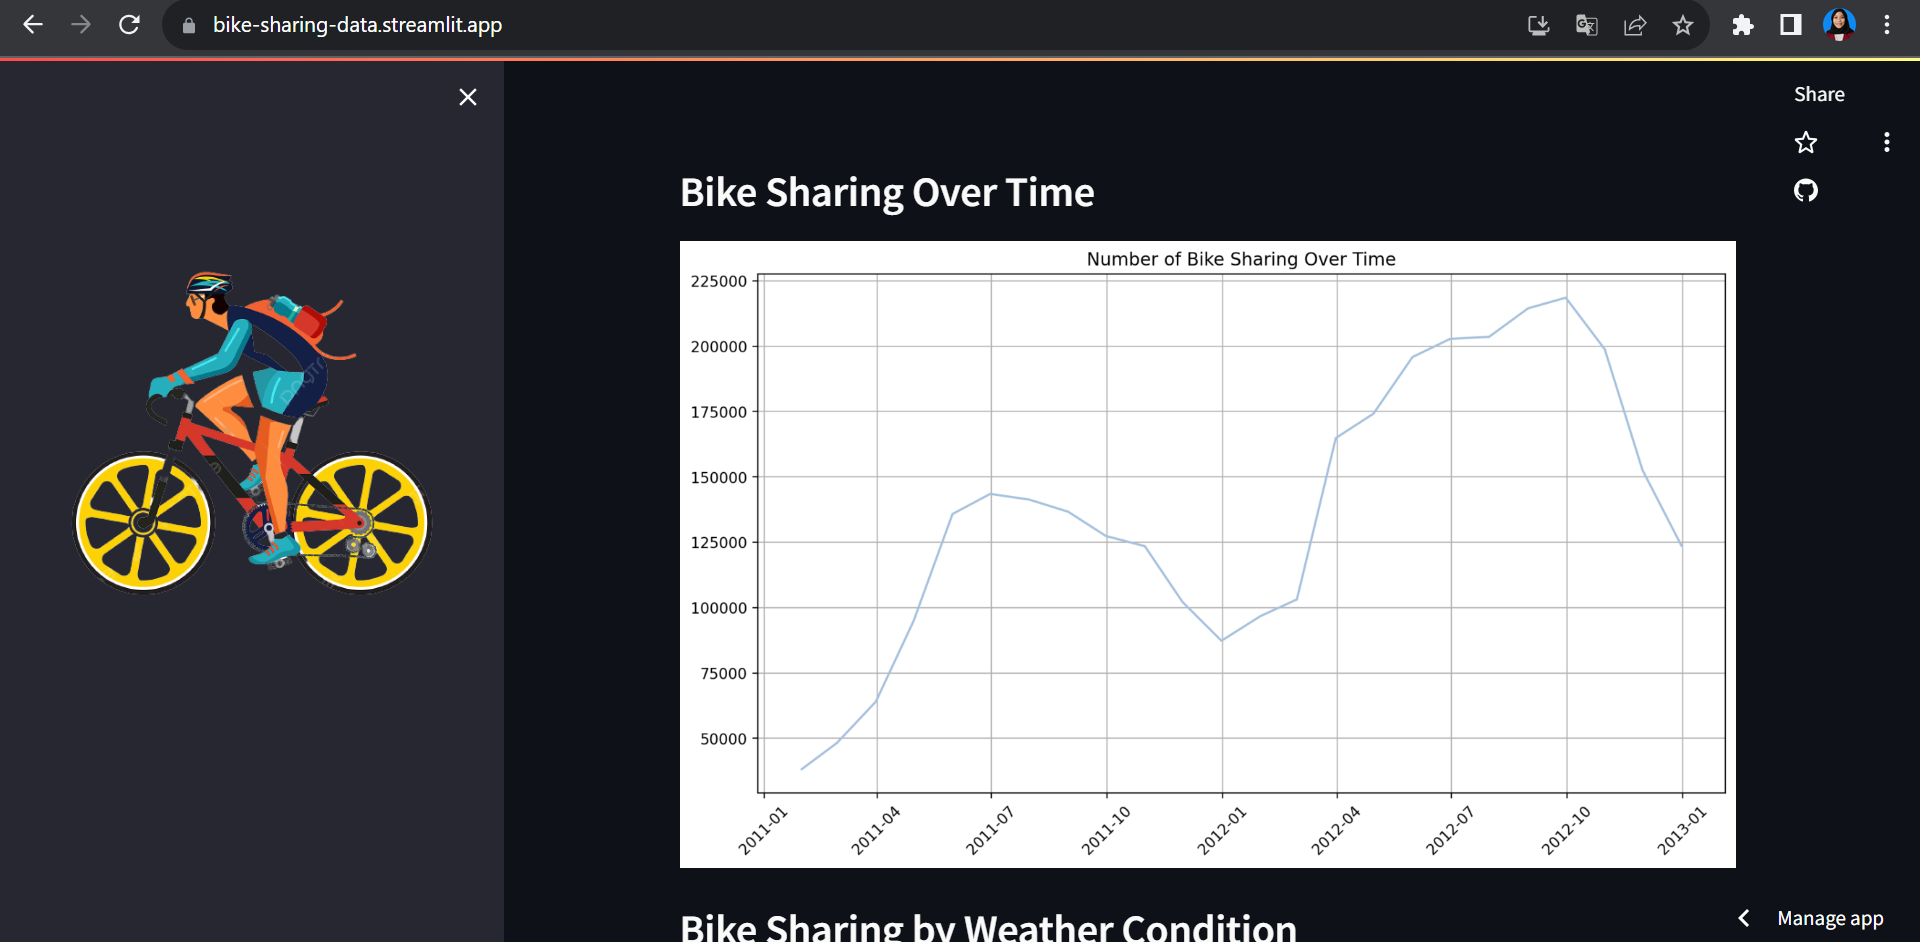 bike-sharing-data.streamlit.app
Share
Bike Sharing Over Time
Number of Bike Sharing Over Time
225000
200000
175000
150000
125000
100000
75000
50000
2011-01
2011-04
2011-07
2011-10
2012-01
2012-04
2012-07
2012-10
2013-01
Bike Sharing by Weather Condition
Manage app